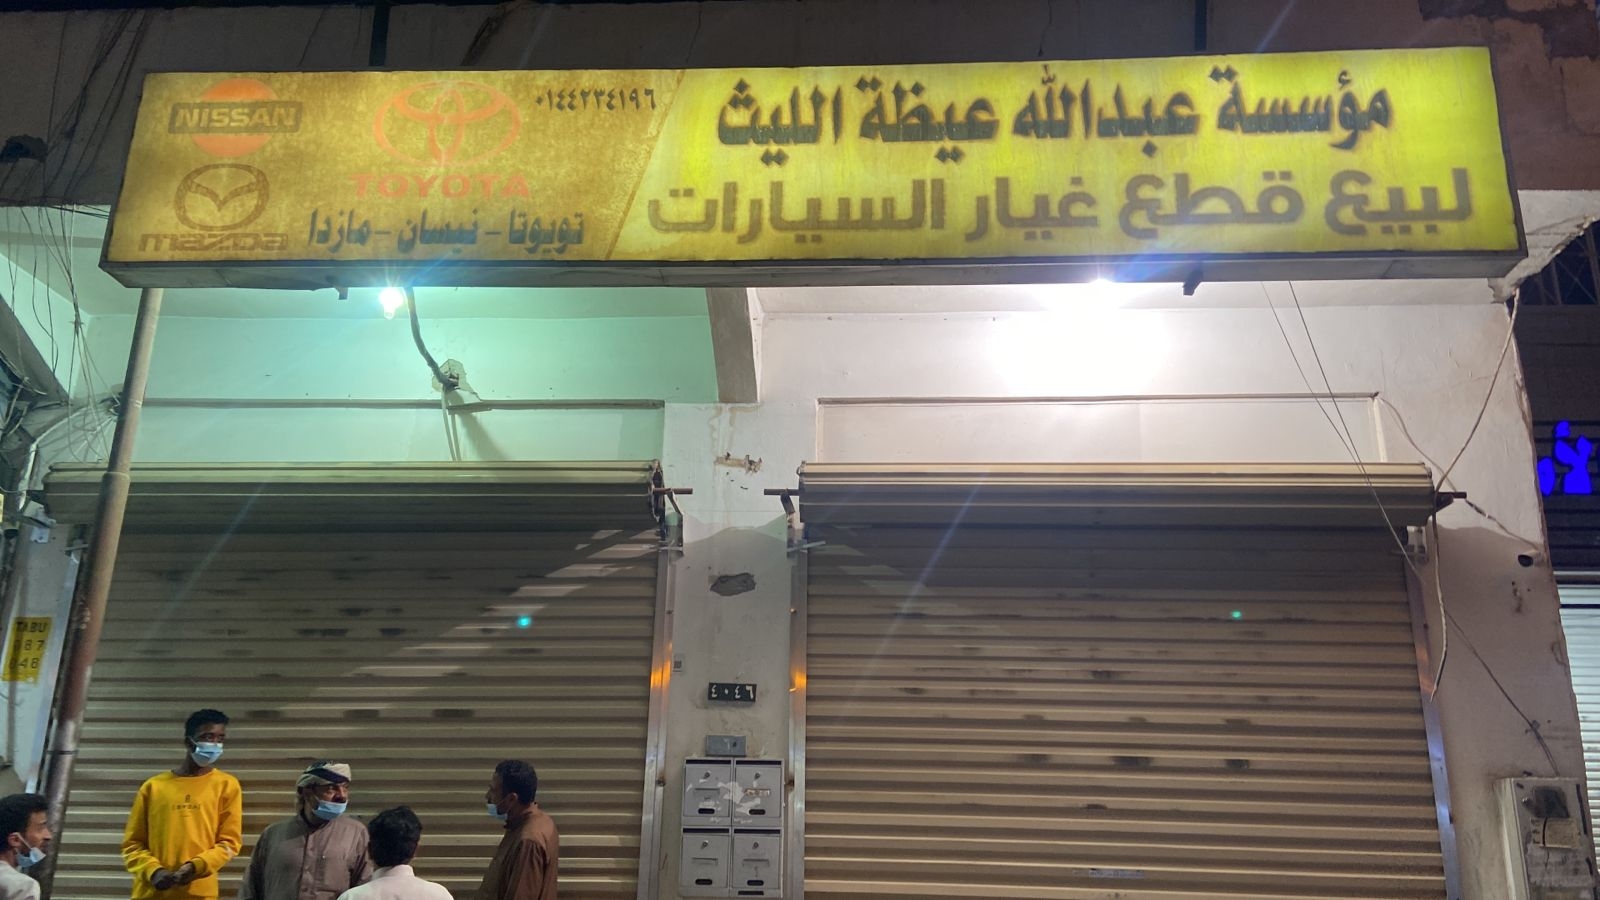 مؤسسة عبدالله عيظة الليث
لبيع قطع غيار السيارات
٠١٤٤٢٣٤١٩٦
NISSAN
TOYOTA
mazda
تويوتا - نيسان - مازدا
٤٠٤٦